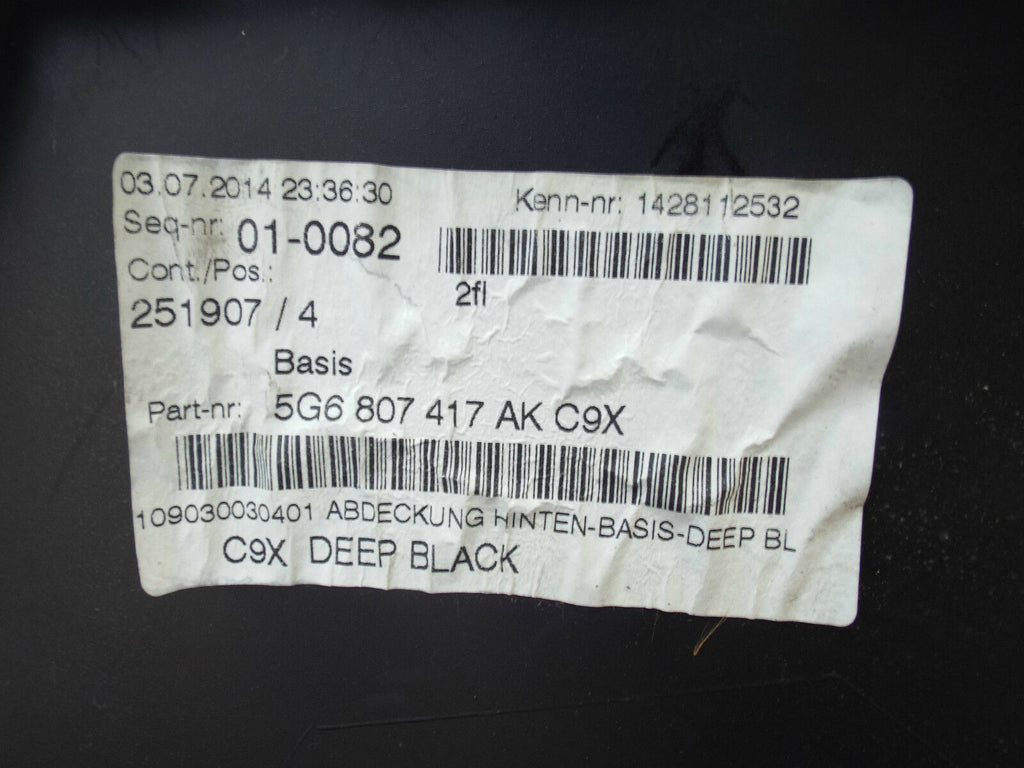 03.07.2014 23:36:30
Kenn-nr: 1428112532
Seq-nr: 01-0082
Cont./Pos.:
2fl
251907 / 4
Basis
Part-nr: 5G6 807 417 AK C9X
109030030401 ABDECKUNG HINTEN-BASIS-DEEP BL
C9X DEEP BLACK